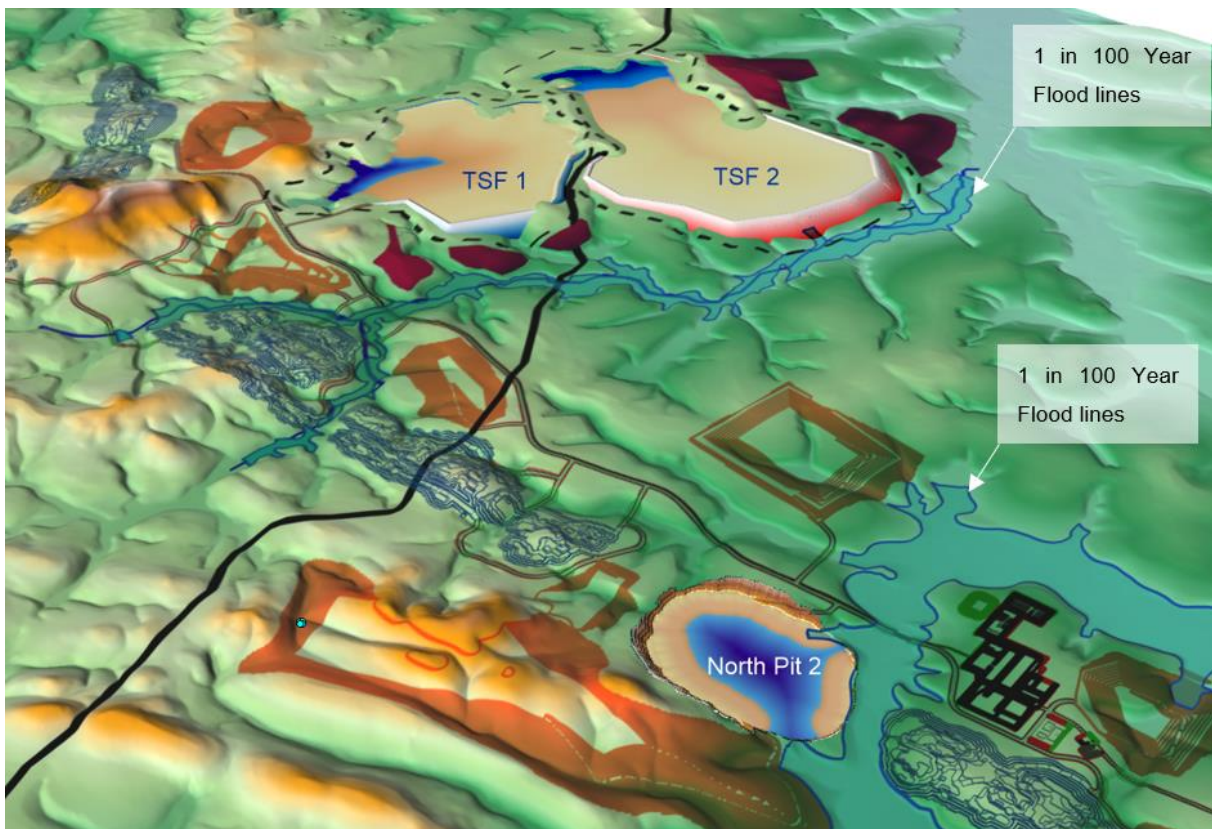 1 in 100 Year
Flood lines
TSF 1
TSF 2
1 in 100 Year
Flood lines
North Pit 2